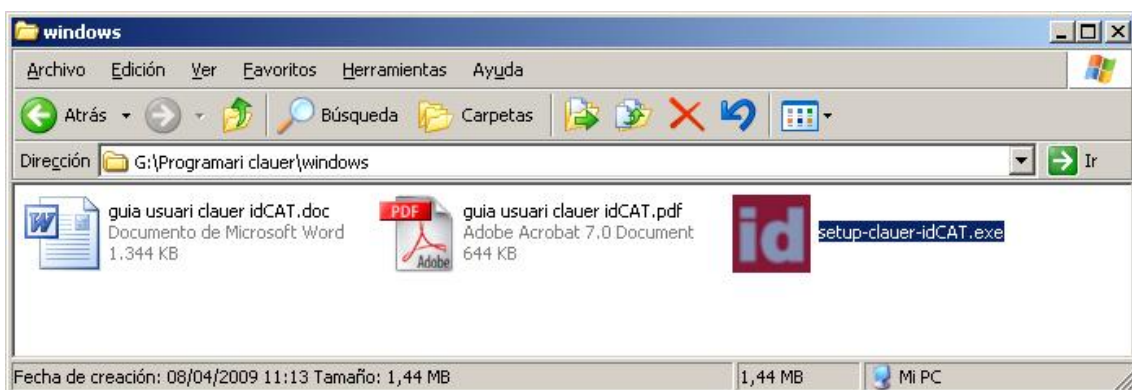 windows
Archivo Edición Ver Favoritos Herramientas Ayuda
Atrás Búsqueda Carpetas
Dirección G:\Programari clauer\windows Ir
guia usuari clauer idCAT.doc
Documento de Microsoft Word
1.344 KB
PDF
Adobe
guia usuari clauer idCAT.pdf
Adobe Acrobat 7.0 Document
644 KB
id
setup-clauer-idCAT.exe
Fecha de creación: 08/04/2009 11:13 Tamaño: 1,44 MB 1,44 MB Mi PC